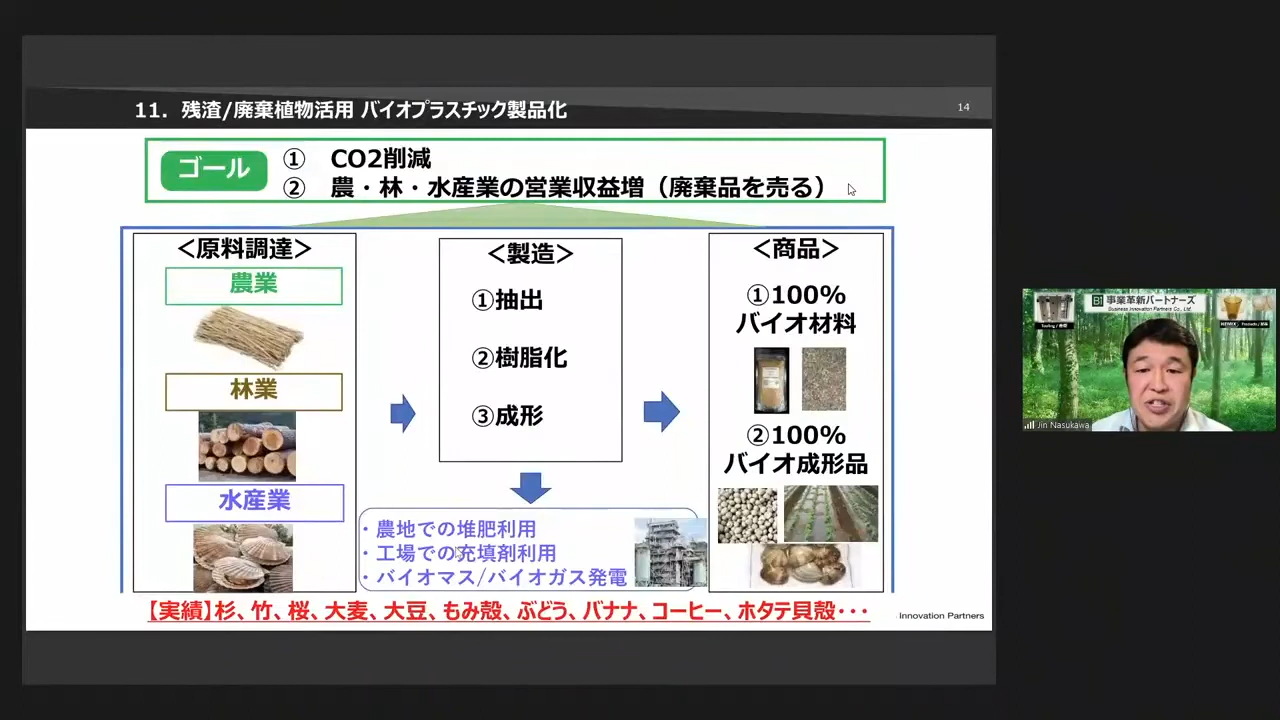 11. 残渣/廃棄植物活用 バイオプラスチック製品化
14
ゴール
① CO2削減
② 農・林・水産業の営業収益増（廃棄品を売る）
＜原料調達＞
農業
林業
水産業
＜製造＞
①抽出
②樹脂化
③成形
・農地での堆肥利用
・工場での充填剤利用
・バイオマス/バイオガス発電
＜商品＞
①100%
バイオ材料
②100%
バイオ成形品
【実績】杉、竹、桜、大麦、大豆、もみ殻、ぶどう、バナナ、コーヒー、ホタテ貝殻・・・
Innovation Partners
事業革新パートナーズ
Business Innovation Partners Co., Ltd.
Jin Nasukawa